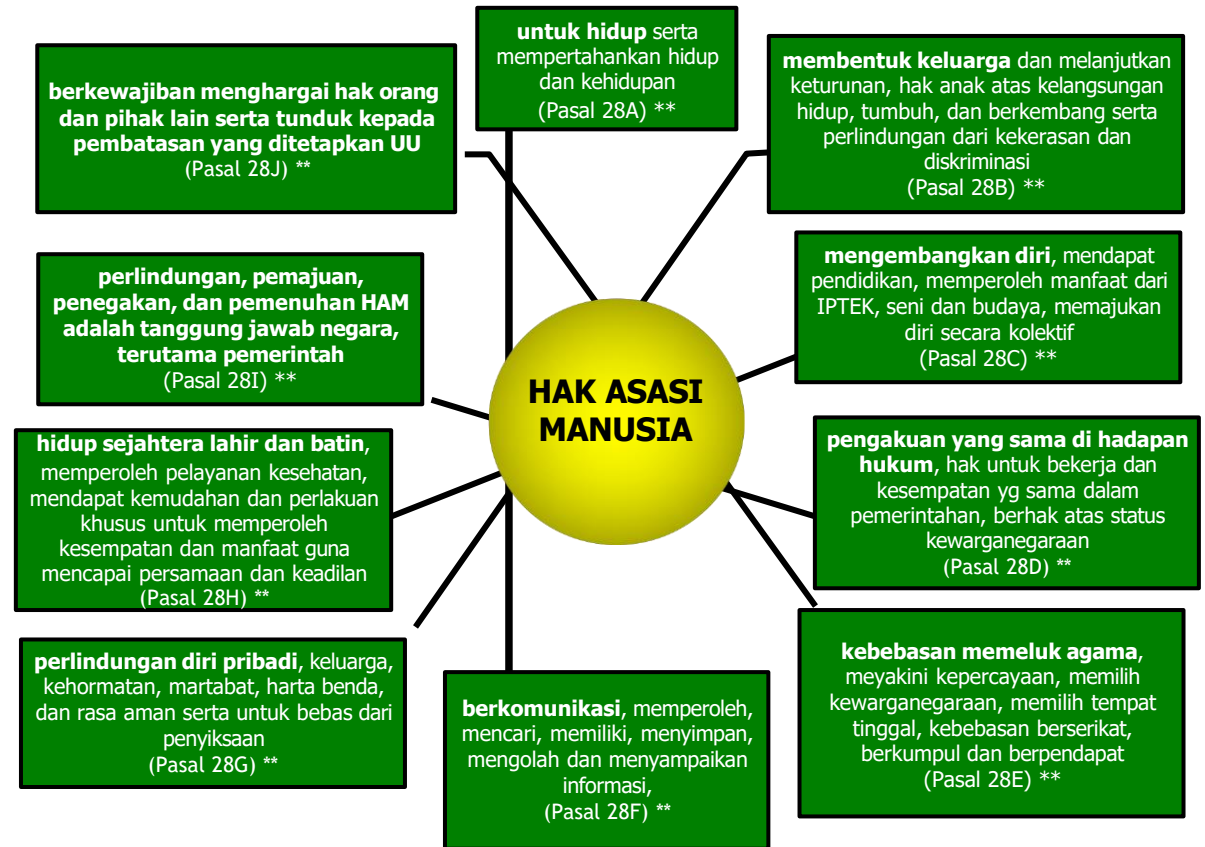 untuk hidup serta
mempertahankan hidup
dan kehidupan
(Pasal 28A) **
membentuk keluarga dan melanjutkan
keturunan, hak anak atas kelangsungan
hidup, tumbuh, dan berkembang serta
perlindungan dari kekerasan dan
diskriminasi
(Pasal 28B) **
mengembangkan diri, mendapat
pendidikan, memperoleh manfaat dari
IPTEK, seni dan budaya, memajukan
diri secara kolektif
(Pasal 28C) **
pengakuan yang sama di hadapan
hukum, hak untuk bekerja dan
kesempatan yg sama dalam
pemerintahan, berhak atas status
kewarganegaraan
(Pasal 28D) **
kebebasan memeluk agama,
meyakini kepercayaan, memilih
kewarganegaraan, memilih tempat
tinggal, kebebasan berserikat,
berkumpul dan berpendapat
(Pasal 28E) **
berkomunikasi, memperoleh,
mencari, memiliki, menyimpan,
mengolah dan menyampaikan
informasi,
(Pasal 28F) **
perlindungan diri pribadi, keluarga,
kehormatan, martabat, harta benda,
dan rasa aman serta untuk bebas dari
penyiksaan
(Pasal 28G) **
hidup sejahtera lahir dan batin,
memperoleh pelayanan kesehatan,
mendapat kemudahan dan perlakuan
khusus untuk memperoleh
kesempatan dan manfaat guna
mencapai persamaan dan keadilan
(Pasal 28H) **
perlindungan, pemajuan,
penegakan, dan pemenuhan HAM
adalah tanggung jawab negara,
terutama pemerintah
(Pasal 28I) **
berkewajiban menghargai hak orang
dan pihak lain serta tunduk kepada
pembatasan yang ditetapkan UU
(Pasal 28J) **
HAK ASASI
MANUSIA